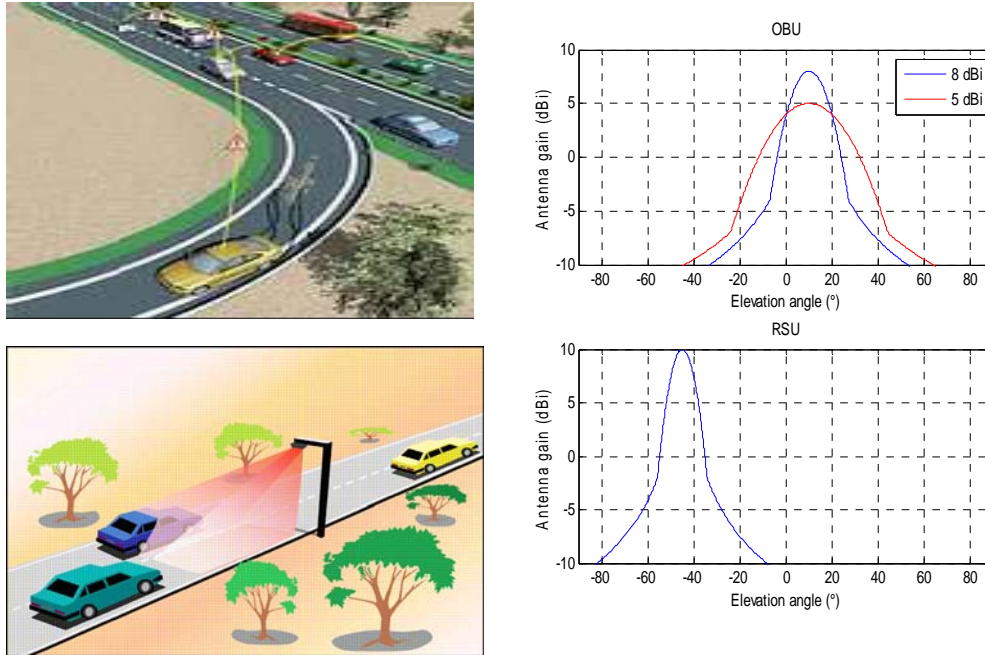 OBU
10
5
0
-5
-10
Antenna gain (dBi)
8 dBi
5 dBi
-80 -60 -40 -20 0 20 40 60 80
Elevation angle (°)
RSU
10
5
0
-5
-10
Antenna gain (dBi)
-80 -60 -40 -20 0 20 40 60 80
Elevation angle (°)